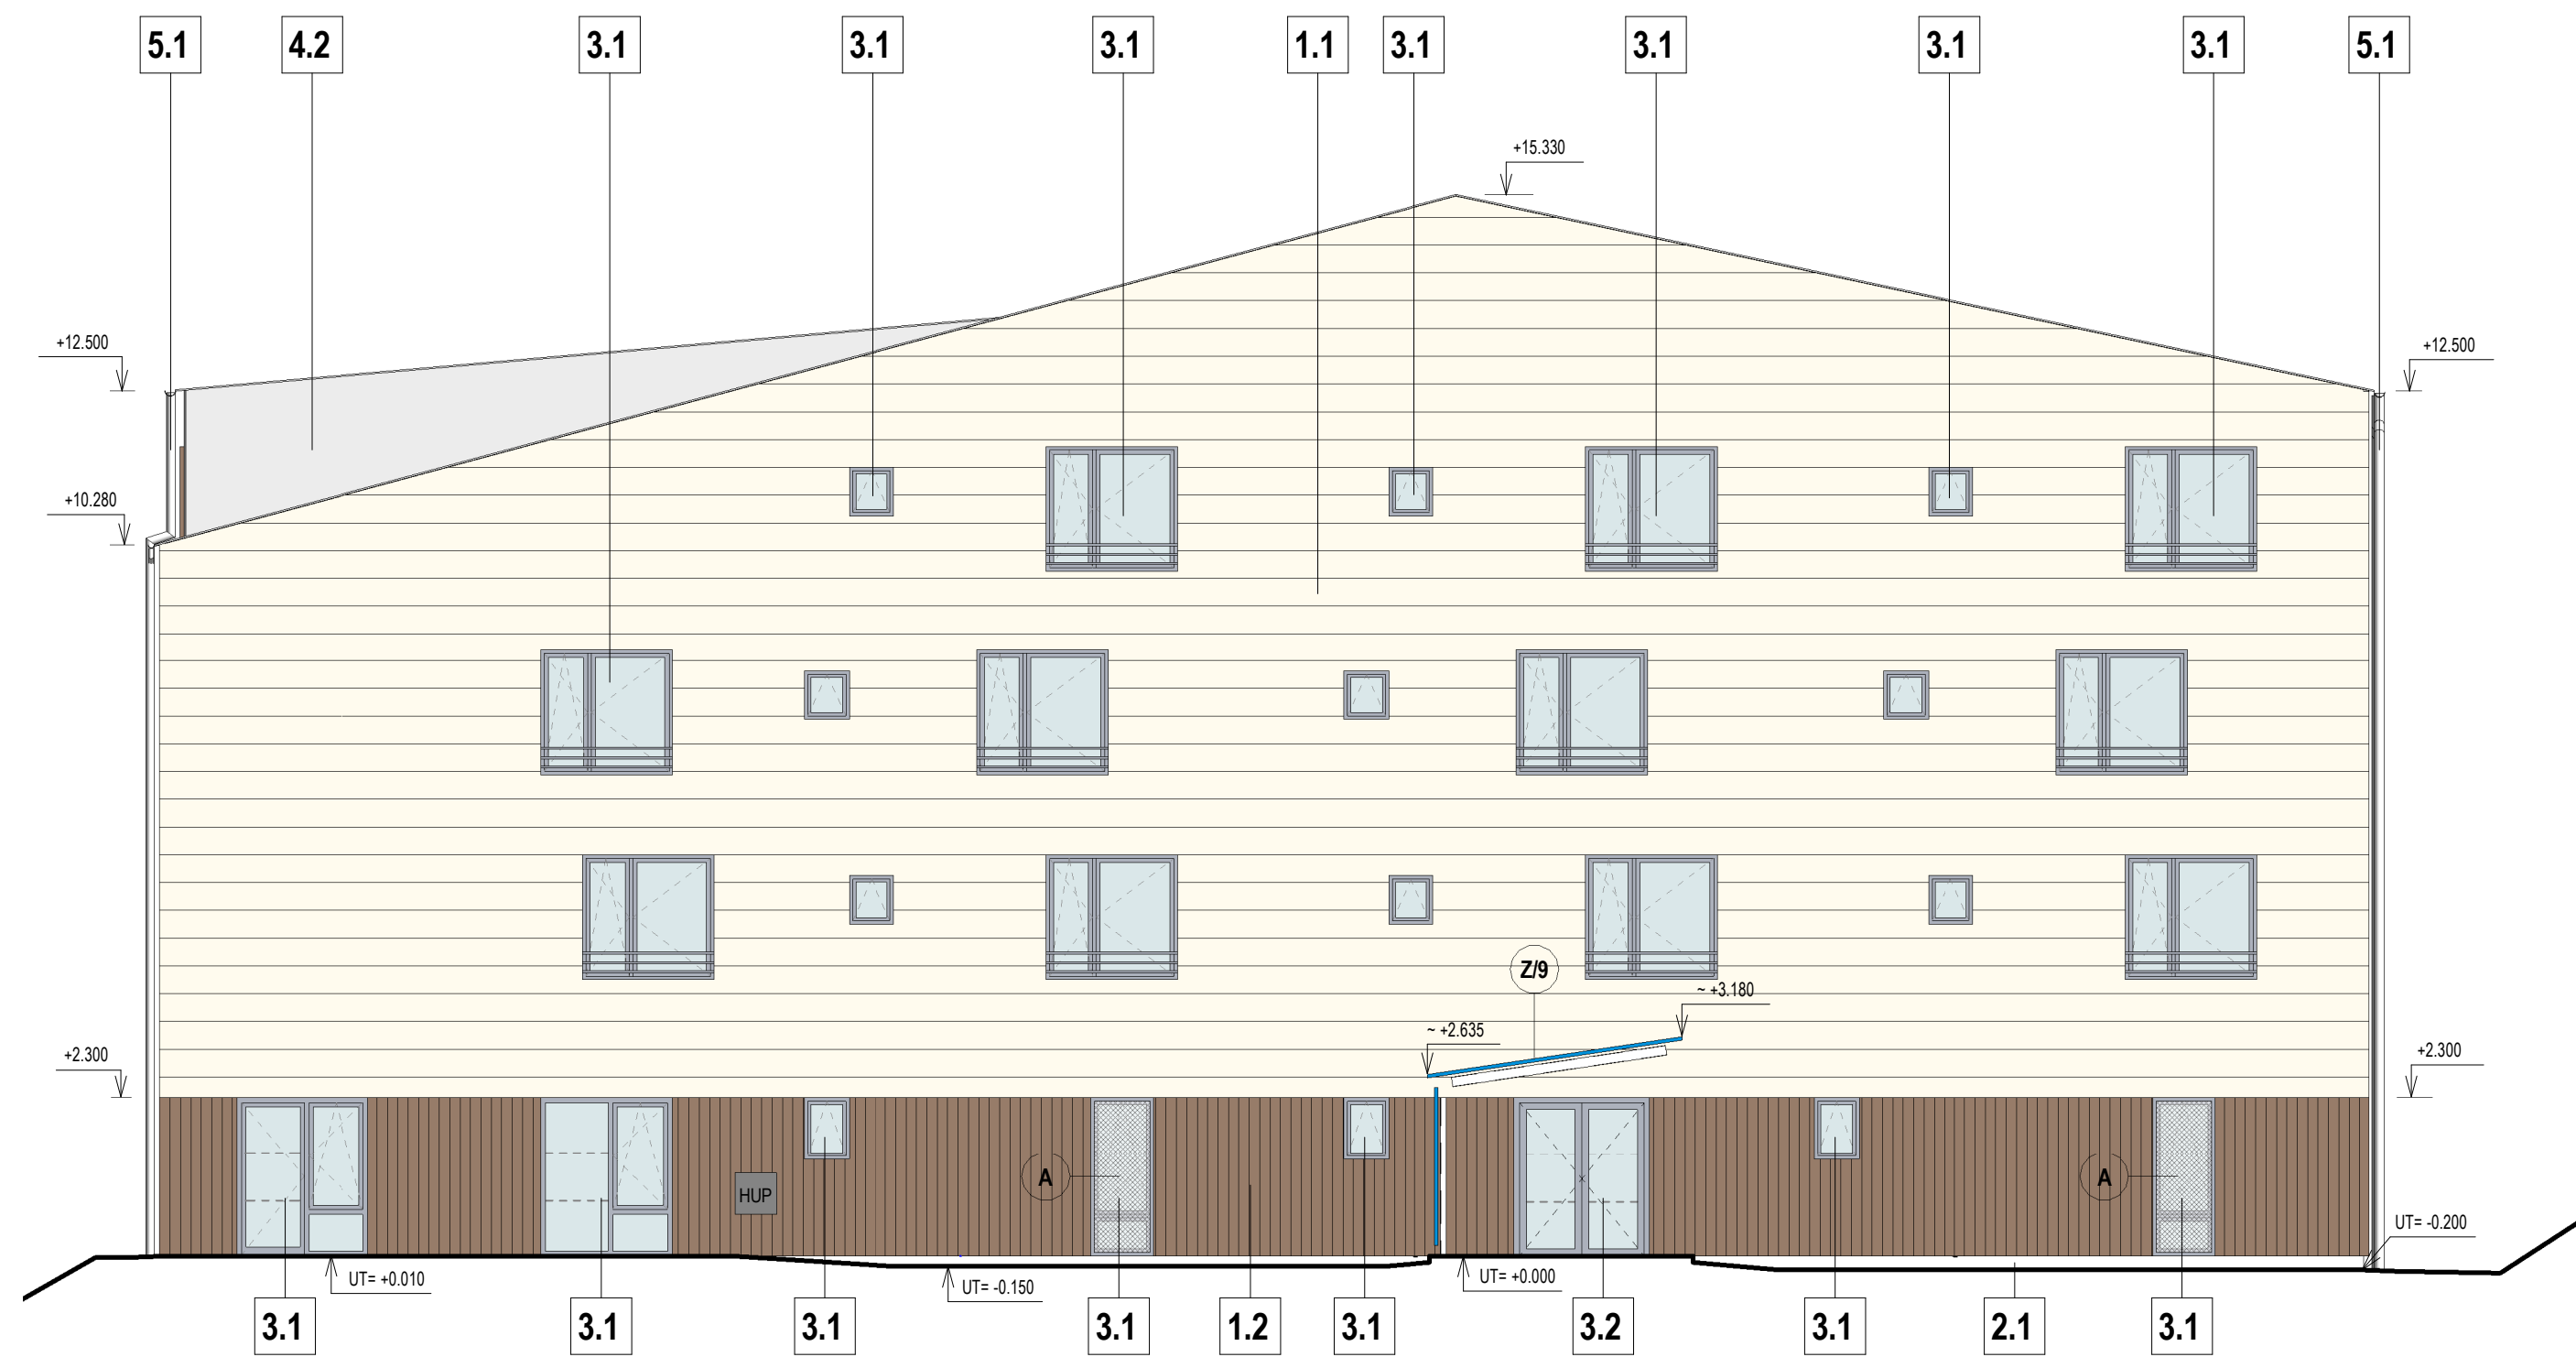 5.1 4.2 3.1 3.1 3.1 1.1 3.1 3.1 3.1 3.1 5.1
+15.330
+12.500 +12.500
+10.280
Z/9
~ +3.180
~ +2.635
+2.300 +2.300
A A
HUP
UT= -0.200
UT= +0.010 UT= -0.150 UT= +0.000
3.1 3.1 3.1 3.1 1.2 3.1 3.2 3.1 2.1 3.1